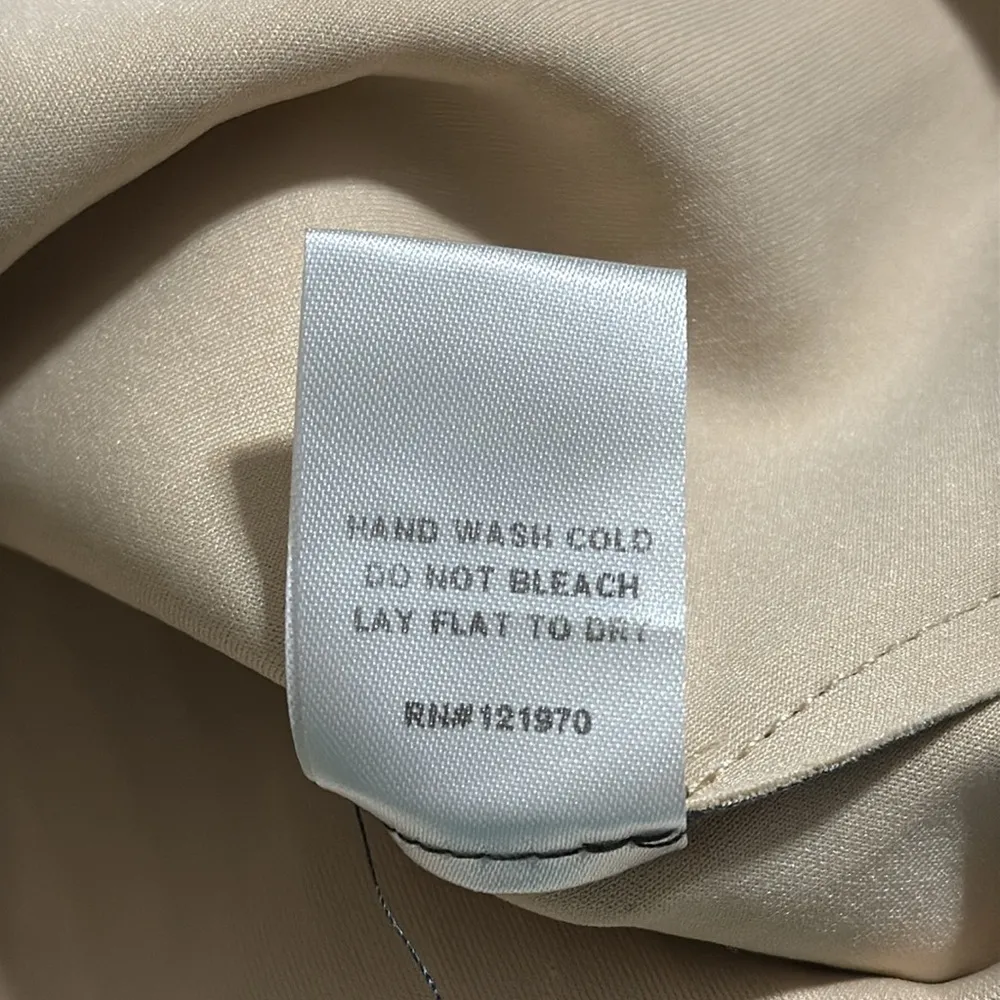 HAND WASH COLD
DO NOT BLEACH
LAY FLAT TO DRY
RN#121970